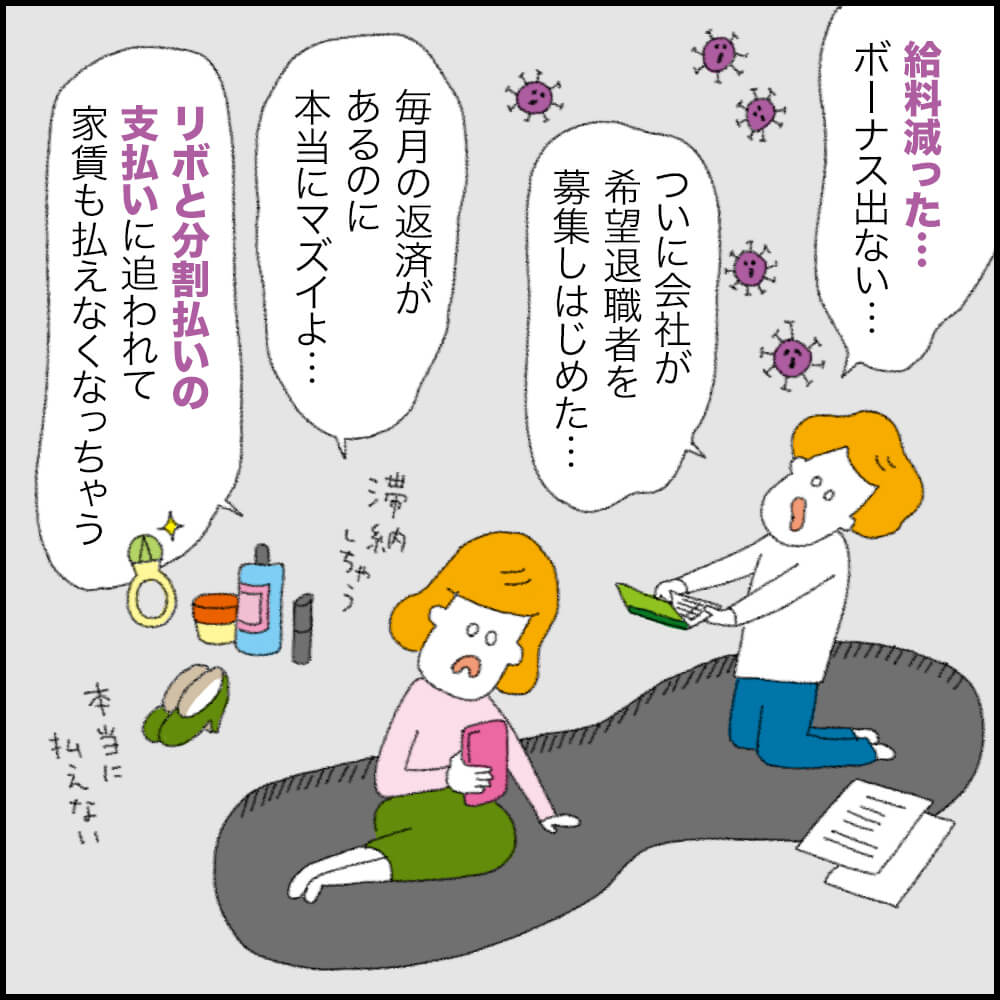 給料減った…
ボーナス出ない…
ついに会社が
希望退職者を
募集しはじめた…
毎月の返済が
あるのに
本当にマズイよ…
リボと分割払いの
支払いに追われて
家賃も払えなくなっちゃう
滞納
しちゃう
本当に
払えない